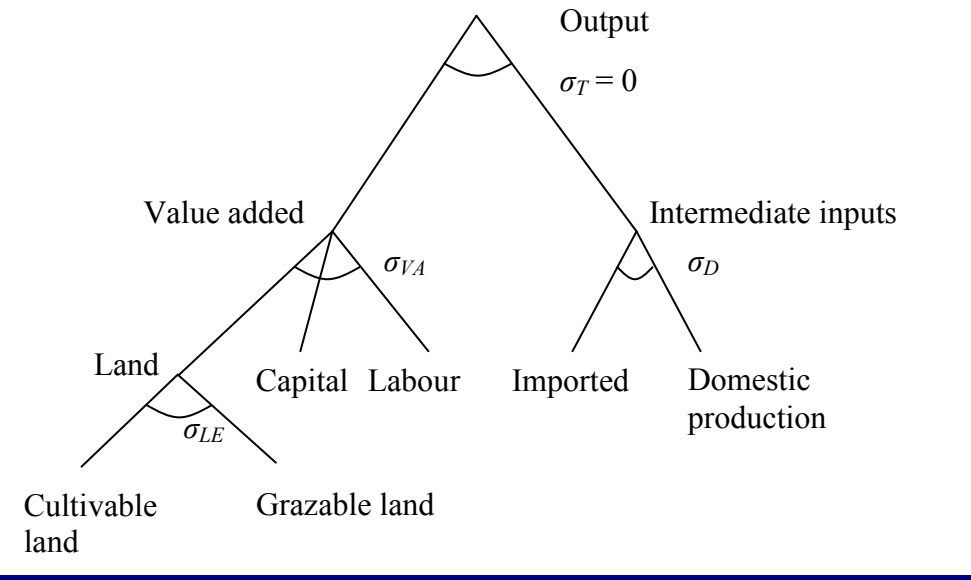 Output
σT = 0
Value added
Intermediate inputs
σVA
σD
Land
Capital
Labour
Imported
Domestic
production
σLE
Cultivable
land
Grazable land